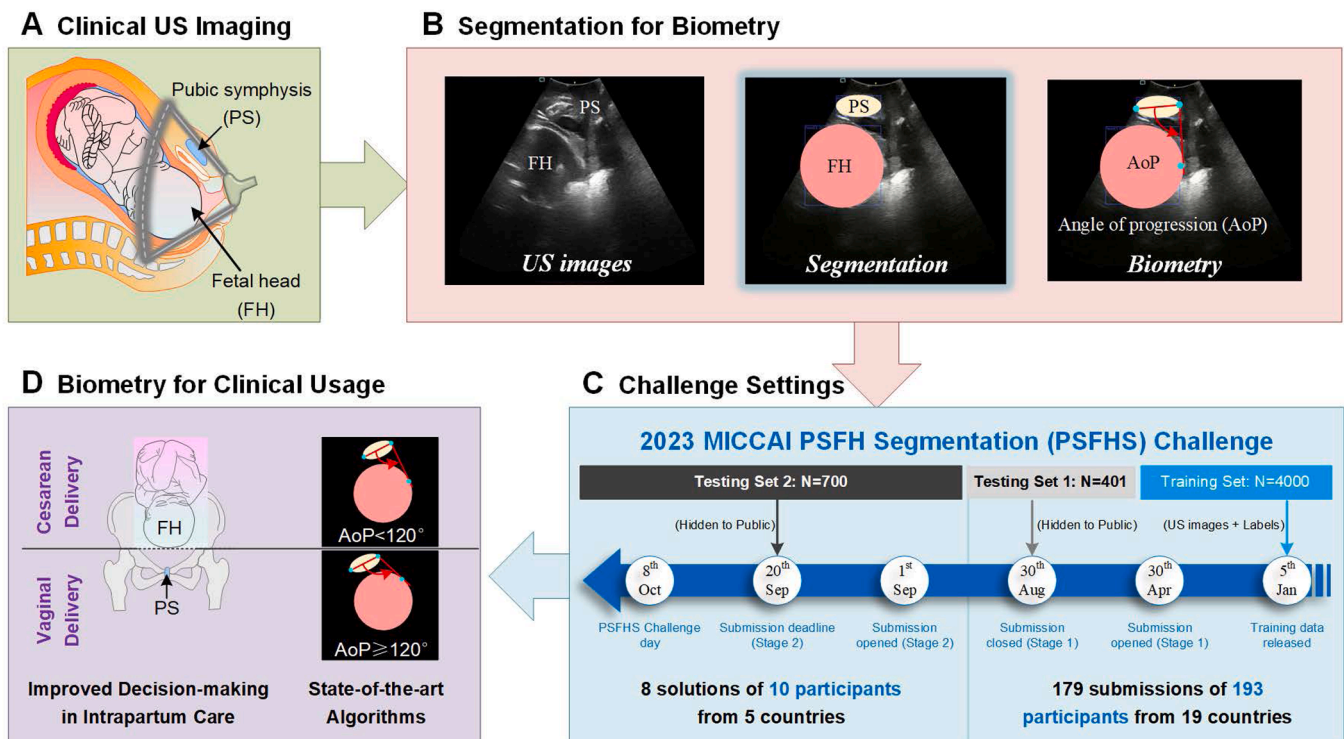 A Clinical US Imaging
Pubic symphysis
(PS)
Fetal head
(FH)
B Segmentation for Biometry
PS
FH
US images
PS
FH
Segmentation
AoP
Angle of progression (AoP)
Biometry
C Challenge Settings
2023 MICCAI PSFH Segmentation (PSFHS) Challenge
Testing Set 2: N=700
Testing Set 1: N=401
Training Set: N=4000
(Hidden to Public)
(Hidden to Public)
(US images + Labels)
8th
Oct
20th
Sep
1st
Sep
30th
Aug
30th
Apr
5th
Jan
PSFHS Challenge
day
Submission deadline
(Stage 2)
Submission
opened (Stage 2)
Submission
closed (Stage 1)
Submission
opened (Stage 1)
Training data
released
8 solutions of 10 participants
from 5 countries
179 submissions of 193
participants from 19 countries
D Biometry for Clinical Usage
Cesarean
Delivery
Vaginal
Delivery
FH
PS
AoP<120°
AoP⩾120°
Improved Decision-making
in Intrapartum Care
State-of-the-art
Algorithms